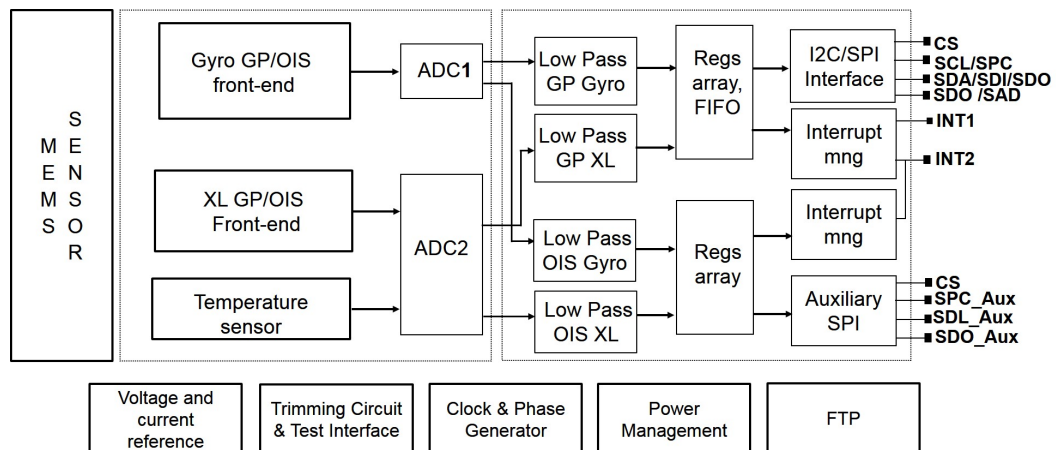 MEMS
SENSOR
Gyro GP/OIS
front-end
XL GP/OIS
Front-end
Temperature
sensor
ADC1
ADC2
Low Pass
GP Gyro
Low Pass
GP XL
Low Pass
OIS Gyro
Low Pass
OIS XL
Regs
array,
FIFO
Regs
array
I2C/SPI
Interface
Interrupt
mng
Interrupt
mng
Auxiliary
SPI
CS
SCL/SPC
SDA/SDI/SDO
SDO /SAD
INT1
INT2
CS
SPC_Aux
SDL_Aux
SDO_Aux
Voltage and
current
reference
Trimming Circuit
& Test Interface
Clock & Phase
Generator
Power
Management
FTP